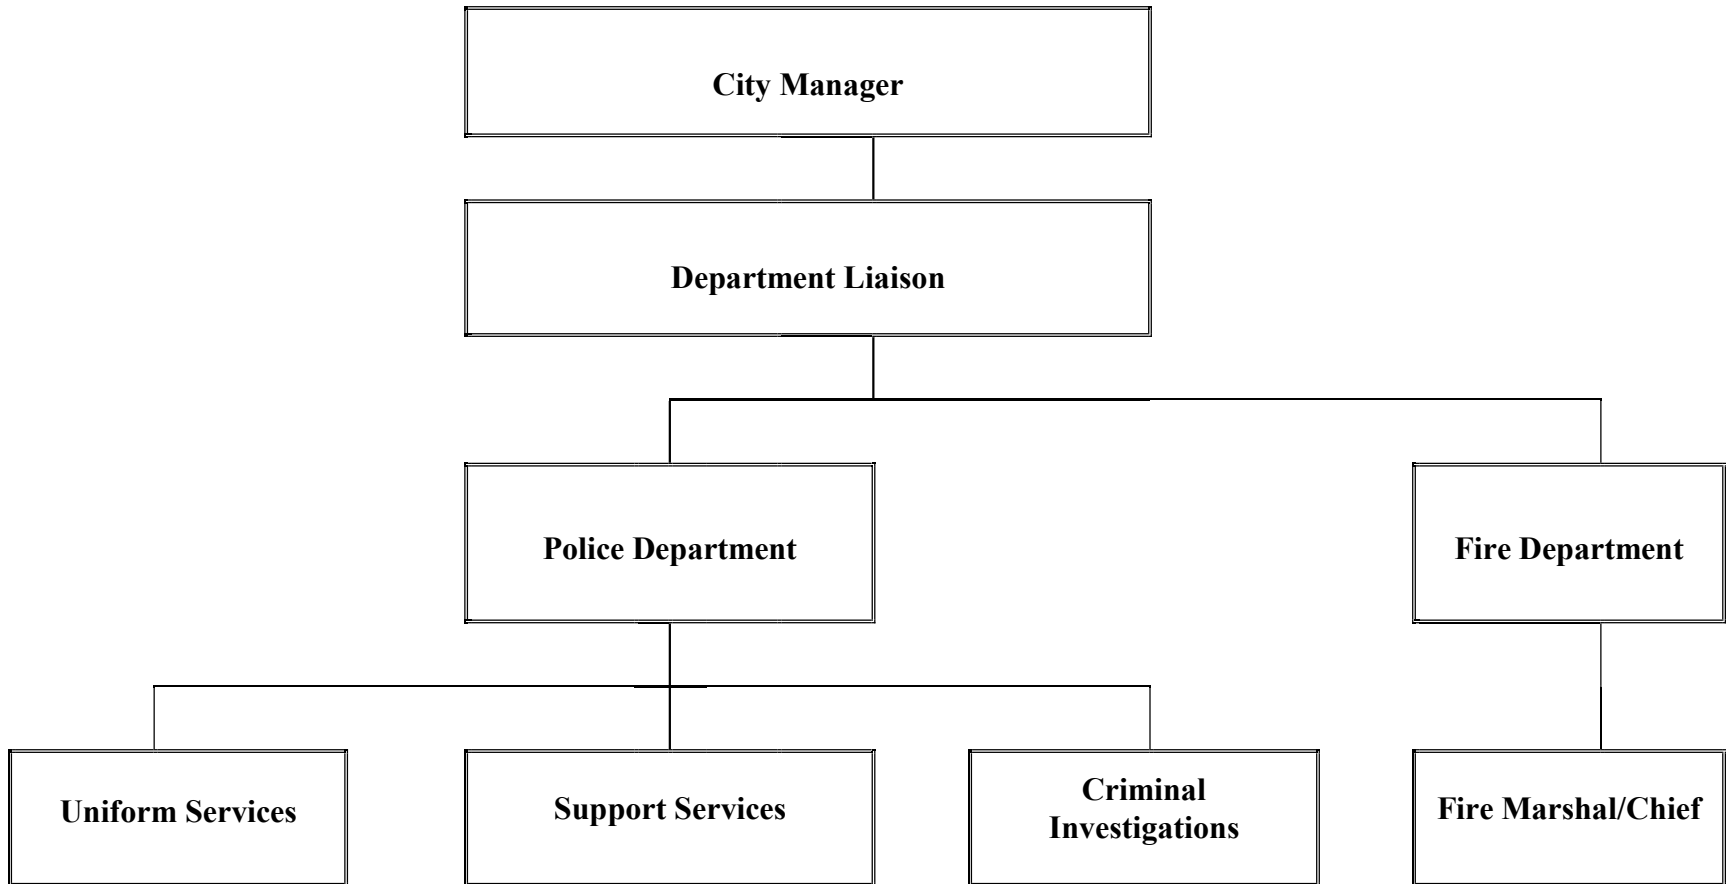 City Manager
Department Liaison
Police Department
Fire Department
Uniform Services
Support Services
Criminal
Investigations
Fire Marshal/Chief